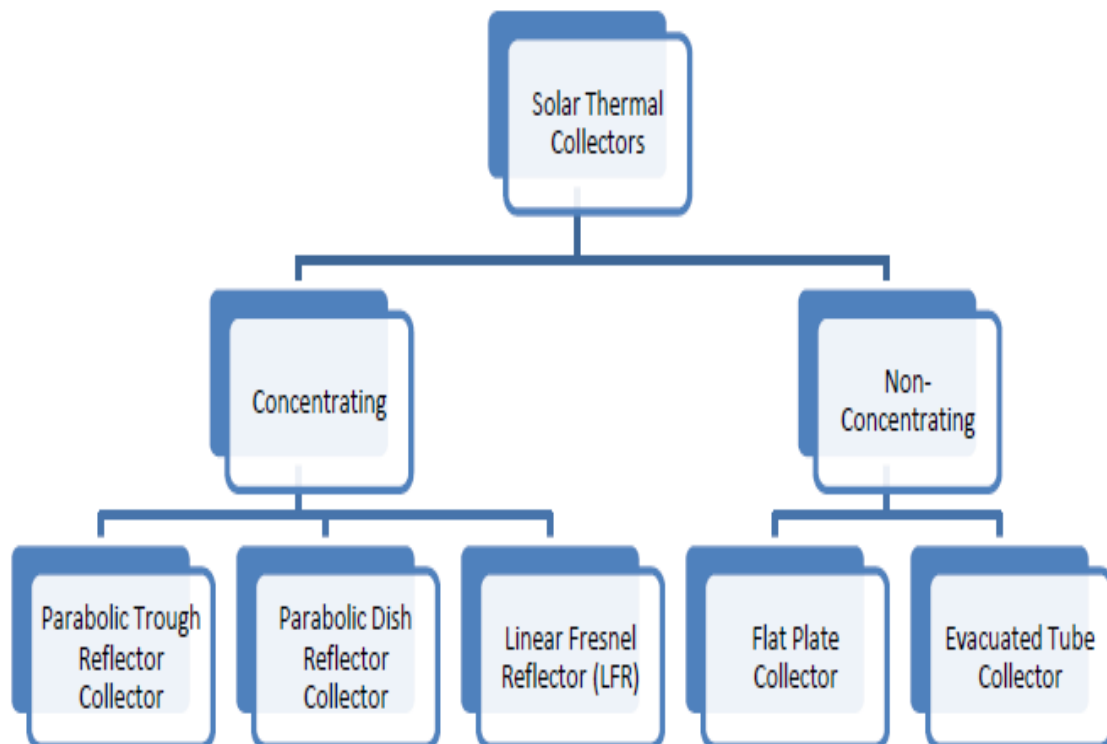 Solar Thermal
Collectors
Concentrating
Non-
Concentrating
Parabolic Trough
Reflector
Collector
Parabolic Dish
Reflector
Collector
Linear Fresnel
Reflector (LFR)
Flat Plate
Collector
Evacuated Tube
Collector